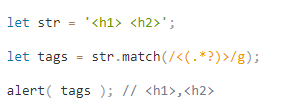 let str = '<h1> <h2>';
let tags = str.match(/<(.*?)>/g);
alert( tags ); // <h1>,<h2>